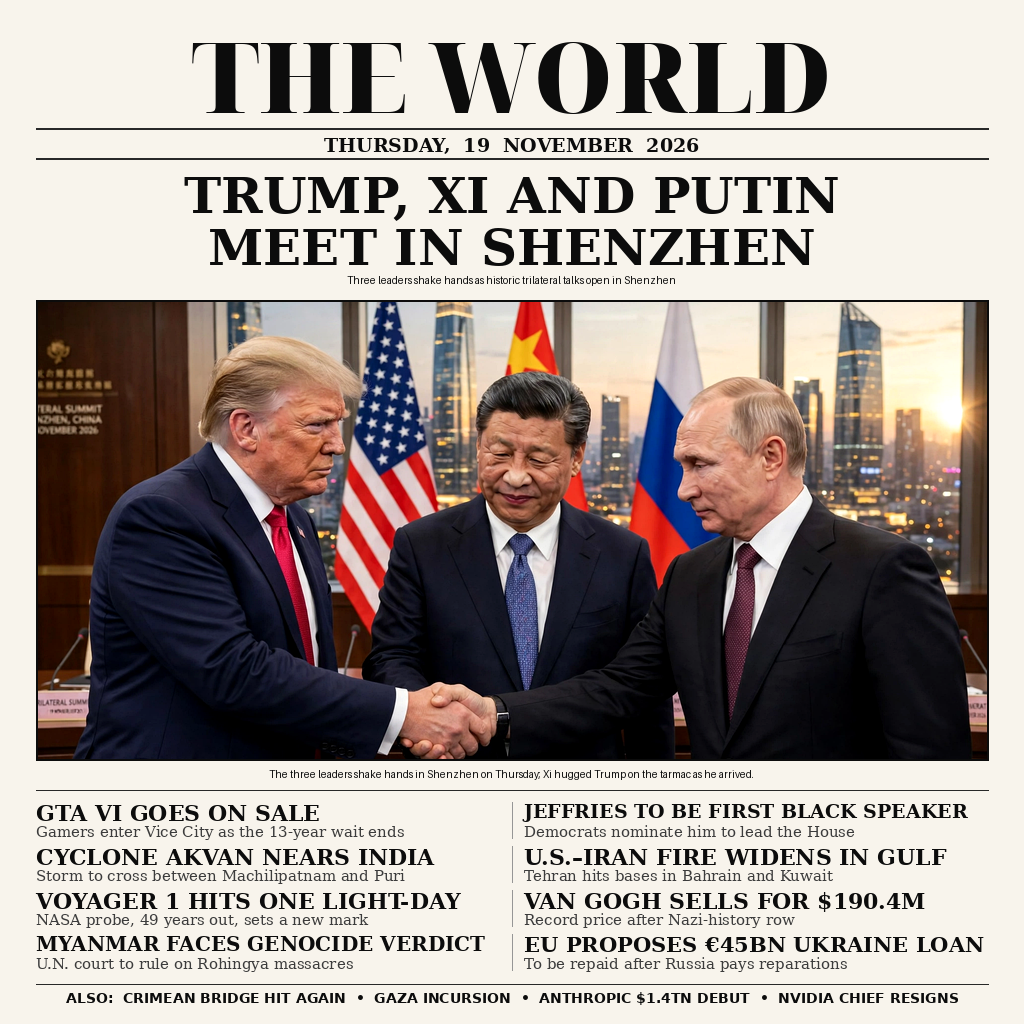 THE WORLD
THURSDAY, 19 NOVEMBER 2026
TRUMP, XI AND PUTIN
MEET IN SHENZHEN
Three leaders shake hands as historic trilateral talks open in Shenzhen
ERAL SUMMIT
NZHEN, CHINA
OVEMBER 2026
ILATERAL SUMM
The three leaders shake hands in Shenzhen on Thursday; Xi hugged Trump on the tarmac as he arrived.
GTA VI GOES ON SALE
Gamers enter Vice City as the 13-year wait ends
CYCLONE AKVAN NEARS INDIA
Storm to cross between Machilipatnam and Puri
VOYAGER 1 HITS ONE LIGHT-DAY
NASA probe, 49 years out, sets a new mark
MYANMAR FACES GENOCIDE VERDICT
U.N. court to rule on Rohingya massacres
JEFFRIES TO BE FIRST BLACK SPEAKER
Democrats nominate him to lead the House
U.S.–IRAN FIRE WIDENS IN GULF
Tehran hits bases in Bahrain and Kuwait
VAN GOGH SELLS FOR $190.4M
Record price after Nazi-history row
EU PROPOSES €45BN UKRAINE LOAN
To be repaid after Russia pays reparations
ALSO: CRIMEAN BRIDGE HIT AGAIN • GAZA INCURSION • ANTHROPIC $1.4TN DEBUT • NVIDIA CHIEF RESIGNS